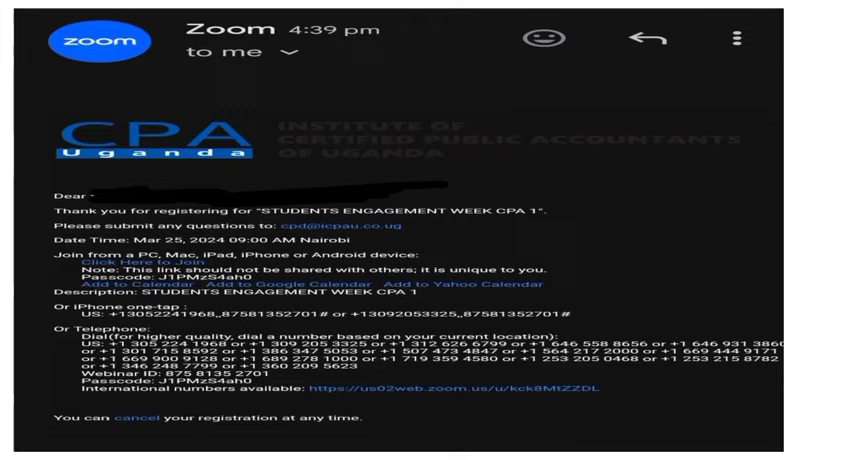 zoom
Zoom 4:39 pm
to me
CPA
Uganda
INSTITUTE OF
CERTIFIED PUBLIC ACCOUNTANTS
OF UGANDA
Dear
Thank you for registering for "STUDENTS ENGAGEMENT WEEK CPA 1".
Please submit any questions to: cpd@icpau.co.ug
Date Time: Mar 25, 2024 09:00 AM Nairobi
Join from a PC, Mac, iPad, iPhone or Android device:
Click Here to Join
Note: This link should not be shared with others; it is unique to you.
Passcode: J1PMzS4ah0
Add to Calendar Add to Google Calendar Add to Yahoo Calendar
Description: STUDENTS ENGAGEMENT WEEK CPA 1
Or iPhone one-tap :
US: +13052241968,,87581352701# or +13092053325,,87581352701#
Or Telephone:
Dial(for higher quality, dial a number based on your current location):
US: +1 305 224 1968 or +1 309 205 3325 or +1 312 626 6799 or +1 646 558 8656 or +1 646 931 3860
or +1 301 715 8592 or +1 386 347 5053 or +1 507 473 4847 or +1 564 217 2000 or +1 669 444 9171
or +1 669 900 9128 or +1 689 278 1000 or +1 719 359 4580 or +1 253 205 0468 or +1 253 215 8782
or +1 346 248 7799 or +1 360 209 5623
Webinar ID: 875 8135 2701
Passcode: J1PMzS4ah0
International numbers available: https://us02web.zoom.us/u/kck8MtZZDL
You can cancel your registration at any time.